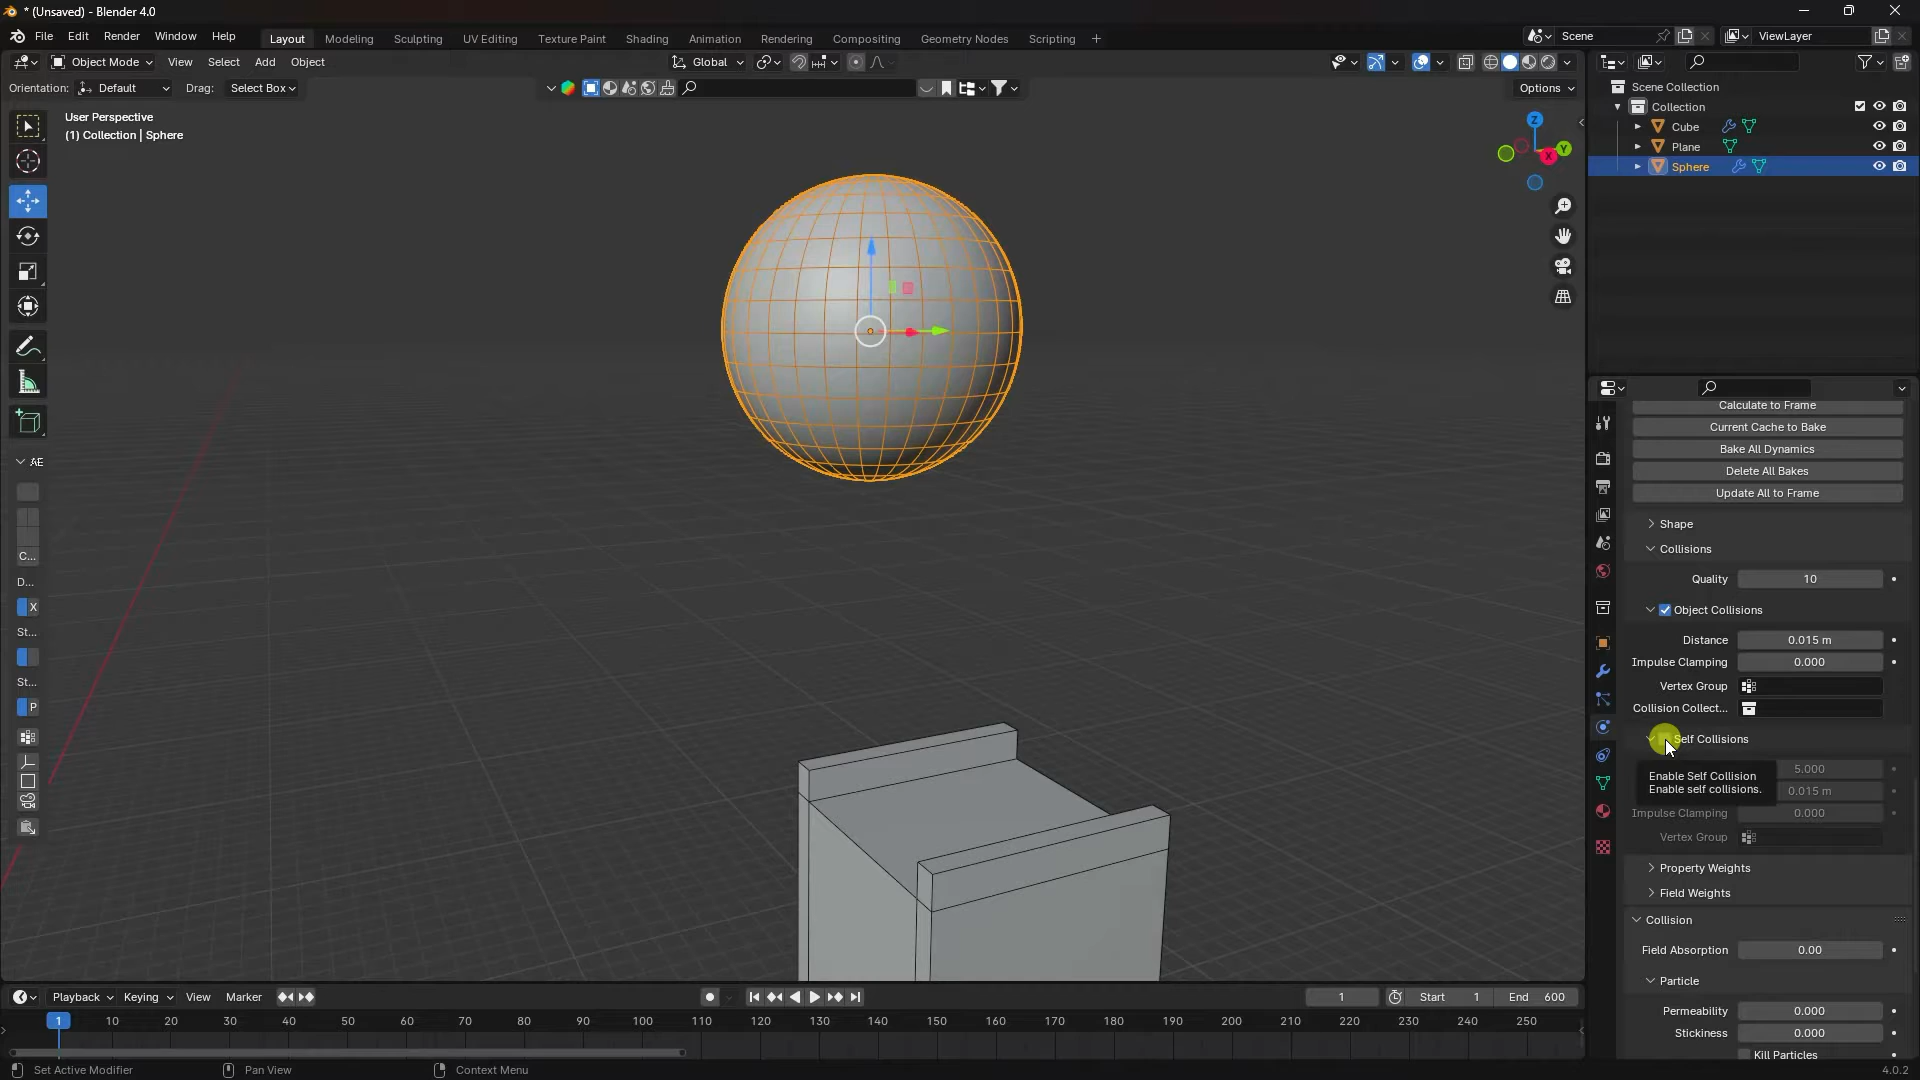 * (Unsaved) - Blender 4.0
File Edit Render Window Help
Layout Modeling Sculpting UV Editing Texture Paint Shading Animation Rendering Compositing Geometry Nodes Scripting +
Scene
ViewLayer
Object Mode View Select Add Object
Global
Orientation: Default Drag: Select Box
Options
User Perspective
(1) Collection | Sphere
Z
Y
X
Scene Collection
Collection
Cube
Plane
Sphere
AE
C...
D...
X
St...
St...
P
Calculate to Frame
Current Cache to Bake
Bake All Dynamics
Delete All Bakes
Update All to Frame
Shape
Collisions
Quality 10
Object Collisions
Distance 0.015 m
Impulse Clamping 0.000
Vertex Group
Collision Collect...
Self Collisions
5.000
Enable Self Collision
Enable self collisions.
0.015 m
Impulse Clamping 0.000
Vertex Group
Property Weights
Field Weights
Collision
Field Absorption 0.00
Particle
Permeability 0.000
Stickiness 0.000
Kill Particles
Playback Keying View Marker
1 Start 1 End 600
1 10 20 30 40 50 60 70 80 90 100 110 120 130 140 150 160 170 180 190 200 210 220 230 240 250
Set Active Modifier Pan View Context Menu
4.0.2